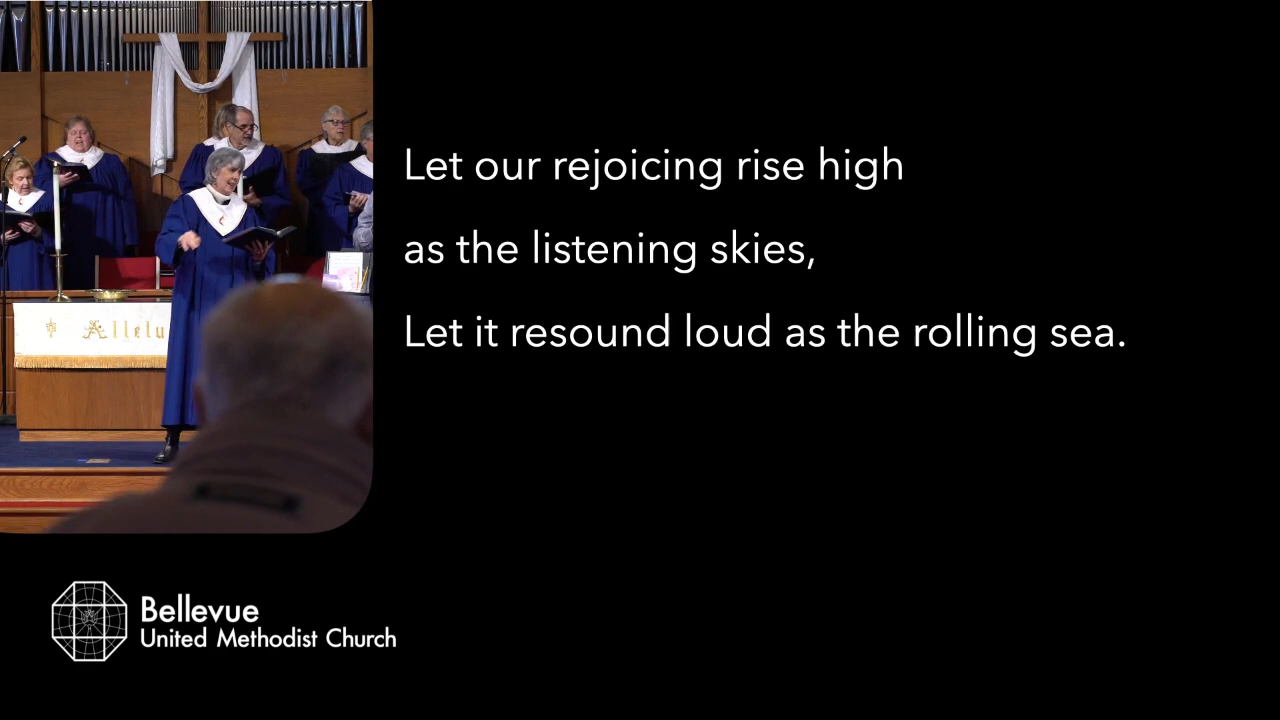 Let our rejoicing rise high
as the listening skies,
Let it resound loud as the rolling sea.
Allelu
Bellevue
United Methodist Church